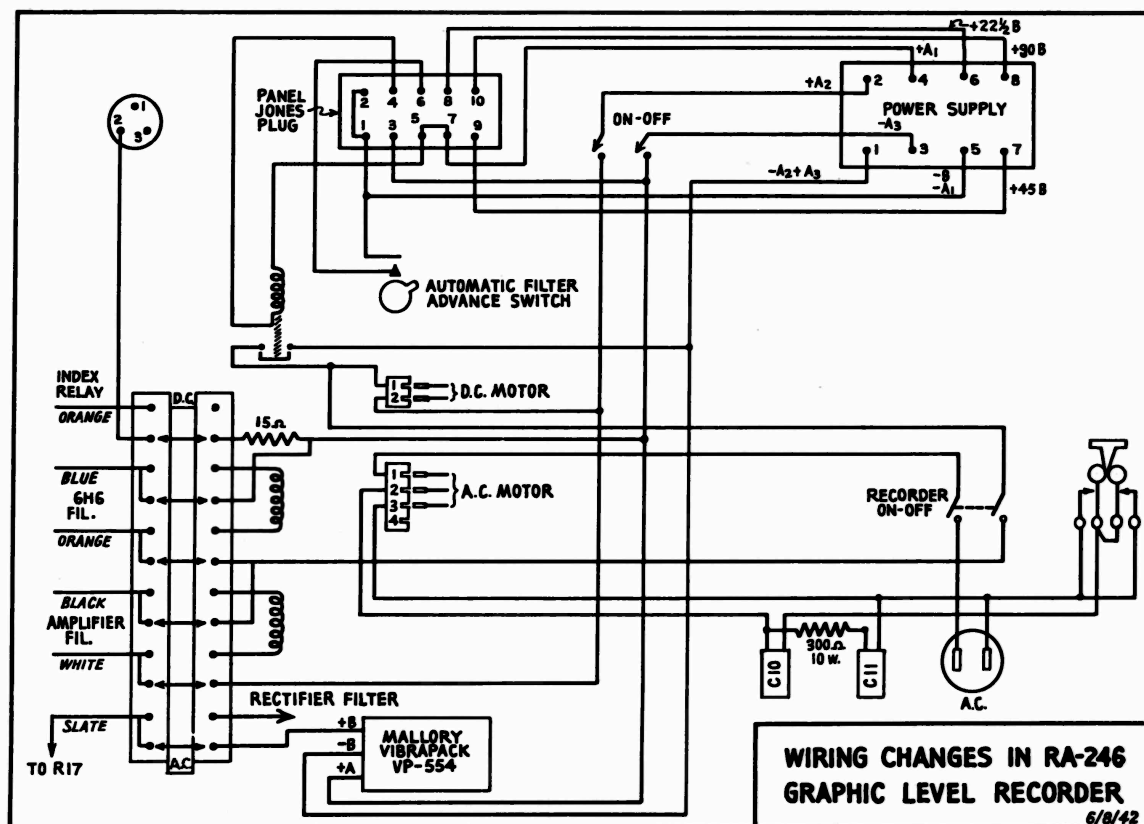 +22½B
+A₁
+90B
PANEL
JONES
PLUG
2 4 6 8 10
1 3 5 7 9
+A₂
2 4 6 8
POWER SUPPLY
1 3 5 7
ON-OFF
-A₃
-A₂+A₃
-B
-A₁
+45B
1
2
3
AUTOMATIC FILTER
ADVANCE SWITCH
INDEX
RELAY
ORANGE
D.C.
1
2
D.C. MOTOR
15Ω
BLUE
6H6
FIL.
ORANGE
1
2
3
4
A.C. MOTOR
RECORDER
ON-OFF
BLACK
AMPLIFIER
FIL.
WHITE
300Ω
10 W.
C10
C11
A.C.
SLATE
RECTIFIER FILTER
TO R17
A.C.
+B
-B
+A
MALLORY
VIBRAPACK
VP-554
WIRING CHANGES IN RA-246
GRAPHIC LEVEL RECORDER
6/8/42